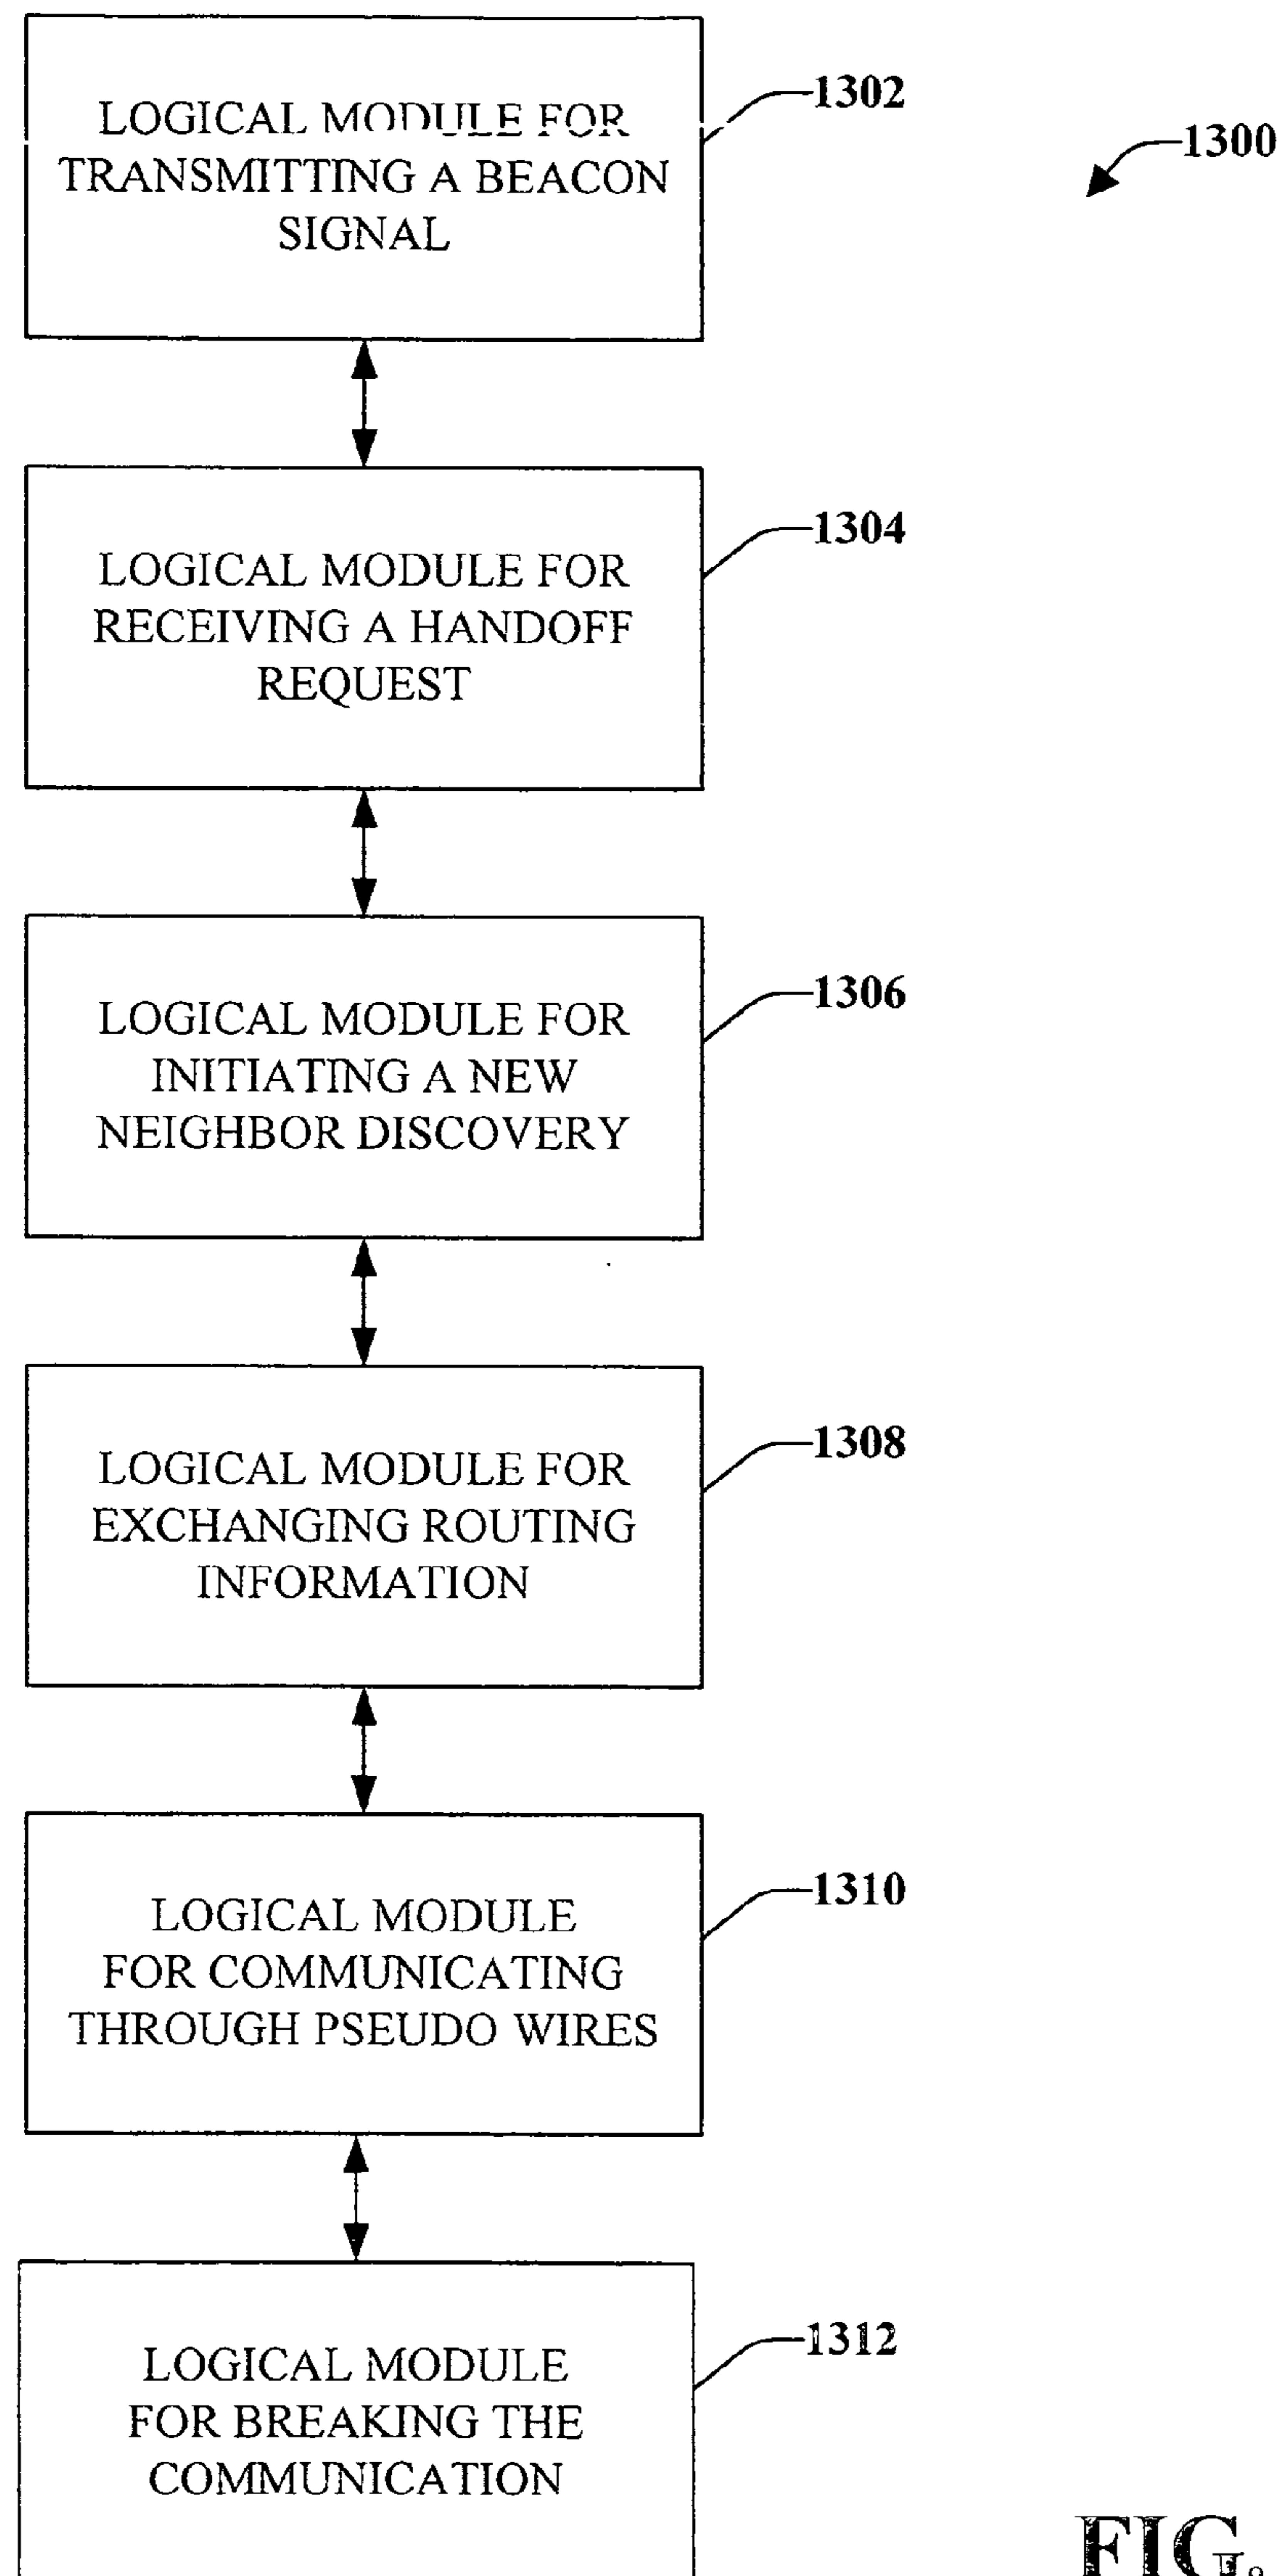 LOGICAL MODULE FOR
TRANSMITTING A BEACON
SIGNAL
1302
1300
LOGICAL MODULE FOR
RECEIVING A HANDOFF
REQUEST
1304
LOGICAL MODULE FOR
INITIATING A NEW
NEIGHBOR DISCOVERY
1306
LOGICAL MODULE FOR
EXCHANGING ROUTING
INFORMATION
1308
LOGICAL MODULE
FOR COMMUNICATING
THROUGH PSEUDO WIRES
1310
LOGICAL MODULE
FOR BREAKING THE
COMMUNICATION
1312
FIG.